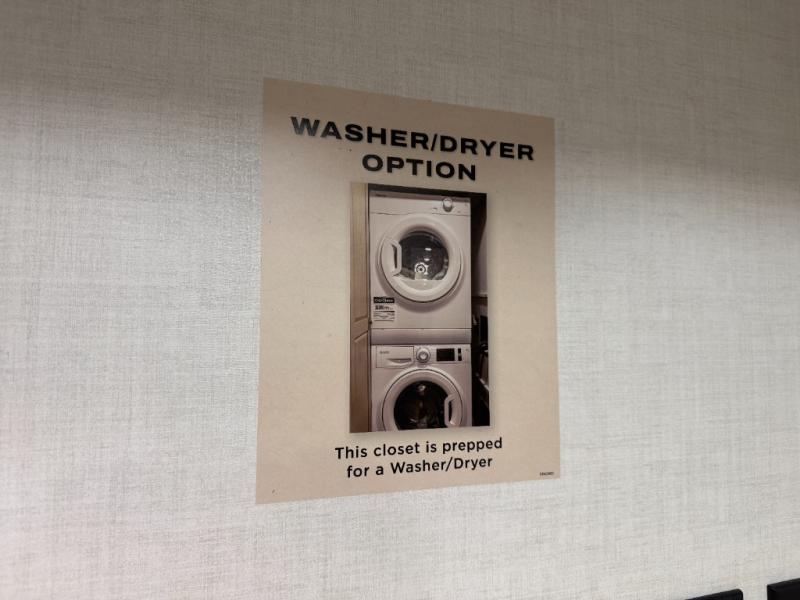 WASHER/DRYER
OPTION
This closet is prepped
for a Washer/Dryer